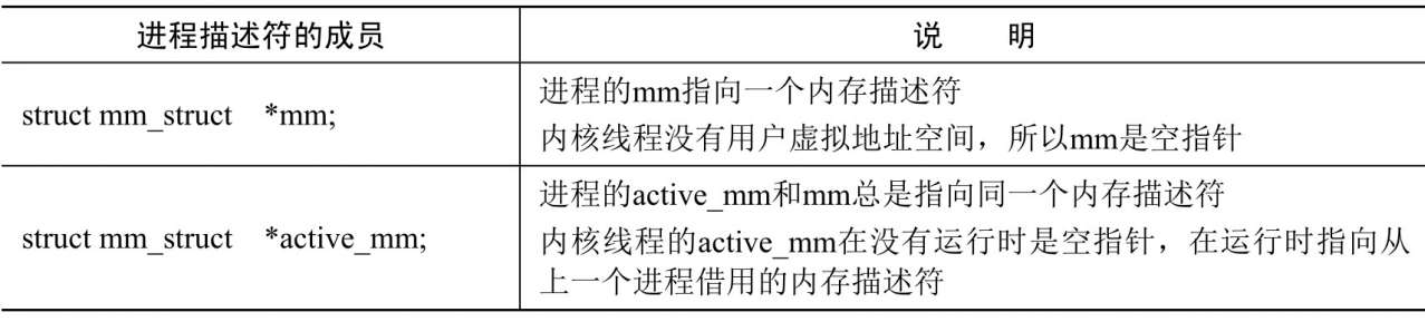 进程描述符的成员
说 明
struct mm_struct *mm;
进程的mm指向一个内存描述符
内核线程没有用户虚拟地址空间，所以mm是空指针
struct mm_struct *active_mm;
进程的active_mm和mm总是指向同一个内存描述符
内核线程的active_mm在没有运行时是空指针，在运行时指向从
上一个进程借用的内存描述符